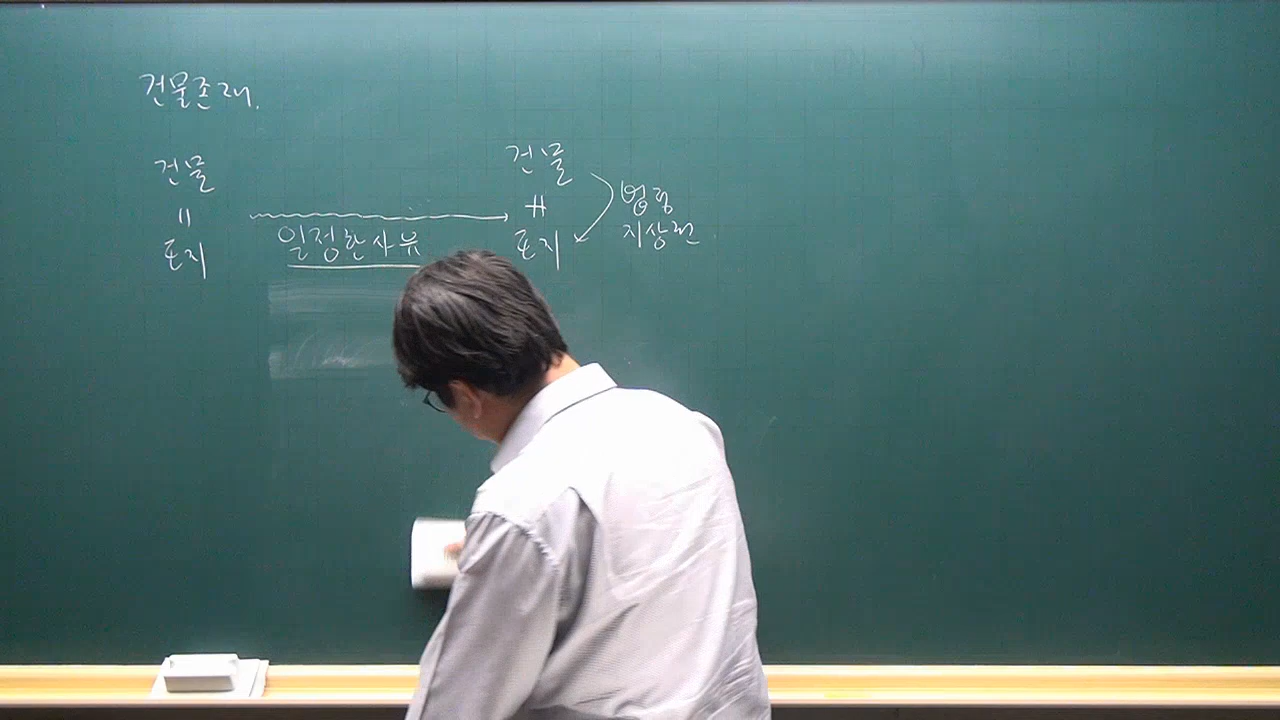 건물존재.
건물
=
토지
일정한사유
건물
≠
토지
법정
지상권